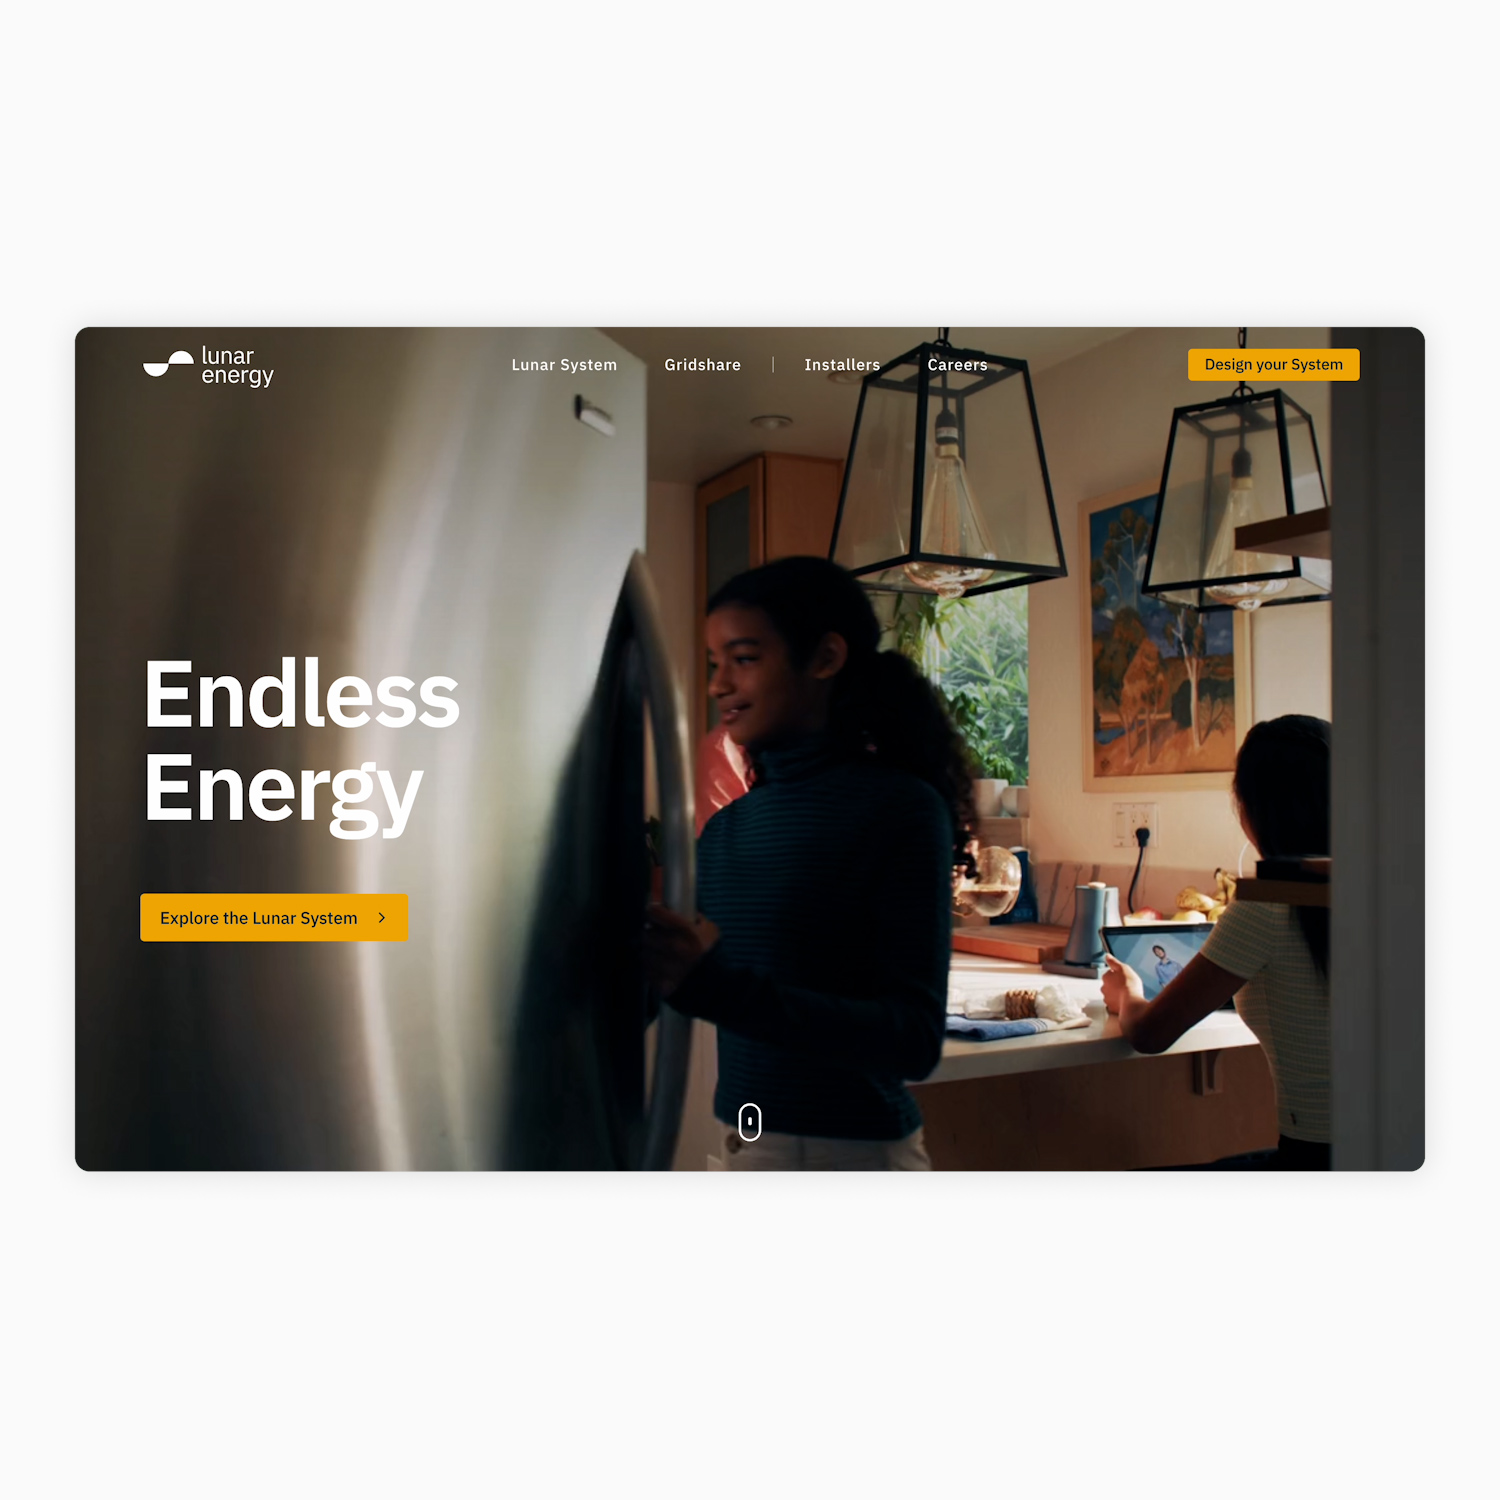 lunar
energy
Lunar System
Gridshare
Installers
Careers
Design your System
Endless
Energy
Explore the Lunar System